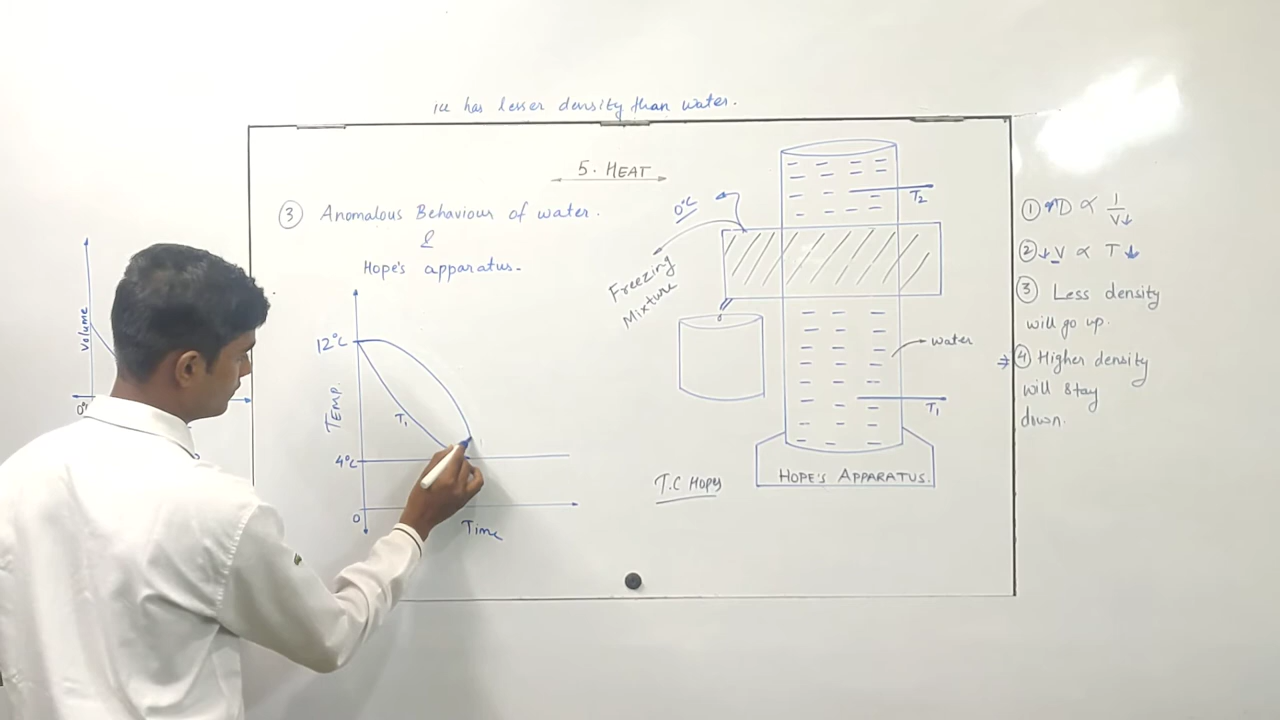 Ice has lesser density than water.
5. HEAT
③ Anomalous Behaviour of water.
&
Hope's apparatus.
Volume
0°
12°C
TEMP.
T₁
4°C
0
Time
0°C
Freezing
Mixture
T₂
water
T₁
HOPE'S APPARATUS.
T.C Hopes
① ↑D ∝ 1/V↓
② ↓V ∝ T↓
③ Less density
will go up.
⇒ ④ Higher density
will stay
down.